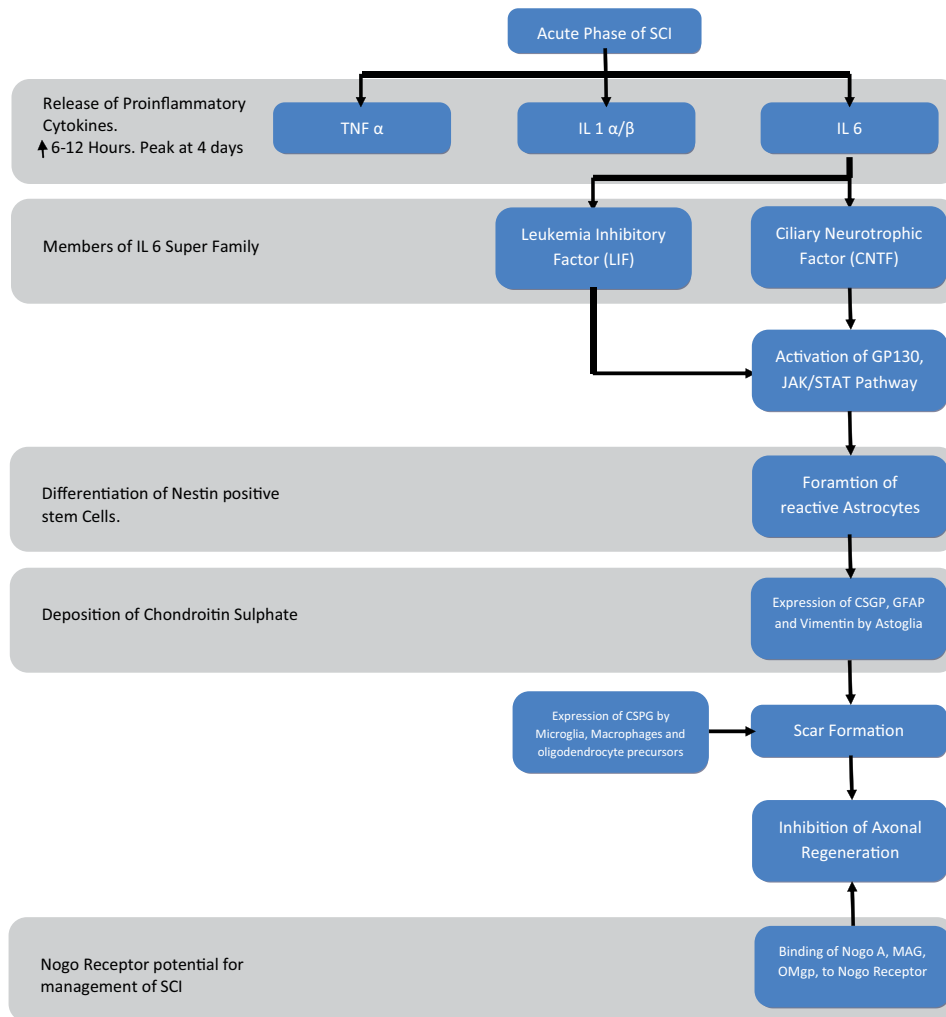 Acute Phase of SCI
Release of Proinflammatory
Cytokines.
6-12 Hours. Peak at 4 days
TNF α
IL 1 α/β
IL 6
Members of IL 6 Super Family
Leukemia Inhibitory
Factor (LIF)
Ciliary Neurotrophic
Factor (CNTF)
Activation of GP130,
JAK/STAT Pathway
Differentiation of Nestin positive
stem Cells.
Foramtion of
reactive Astrocytes
Deposition of Chondroitin Sulphate
Expression of CSGP, GFAP
and Vimentin by Astoglia
Expression of CSPG by
Microglia, Macrophages and
oligodendrocyte precursors
Scar Formation
Inhibition of Axonal
Regeneration
Nogo Receptor potential for
management of SCI
Binding of Nogo A, MAG,
OMgp, to Nogo Receptor